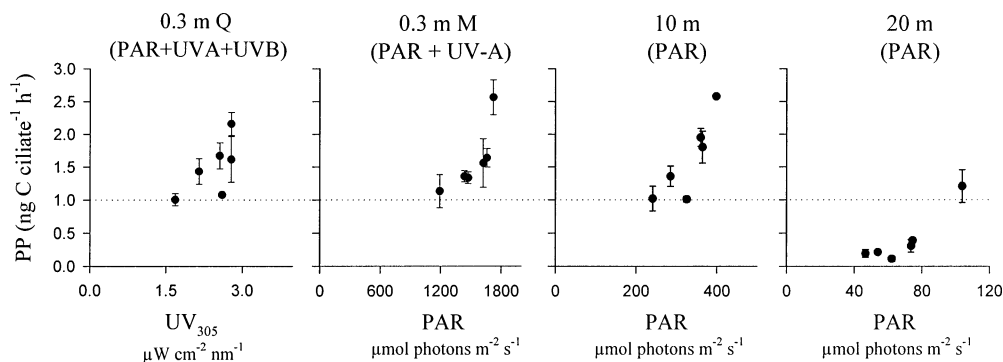 0.3 m Q 0.3 m M 10 m 20 m
(PAR+UVA+UVB) (PAR + UV-A) (PAR) (PAR)
PP (ng C ciliate⁻¹ h⁻¹)
3.0
2.5
2.0
1.5
1.0
0.5
0.0
0.0 1.5 3.0 0 600 1200 1800 0 200 400 0 40 80 120
UV₃₀₅ PAR PAR PAR
µW cm⁻² nm⁻¹ µmol photons m⁻² s⁻¹ µmol photons m⁻² s⁻¹ µmol photons m⁻² s⁻¹